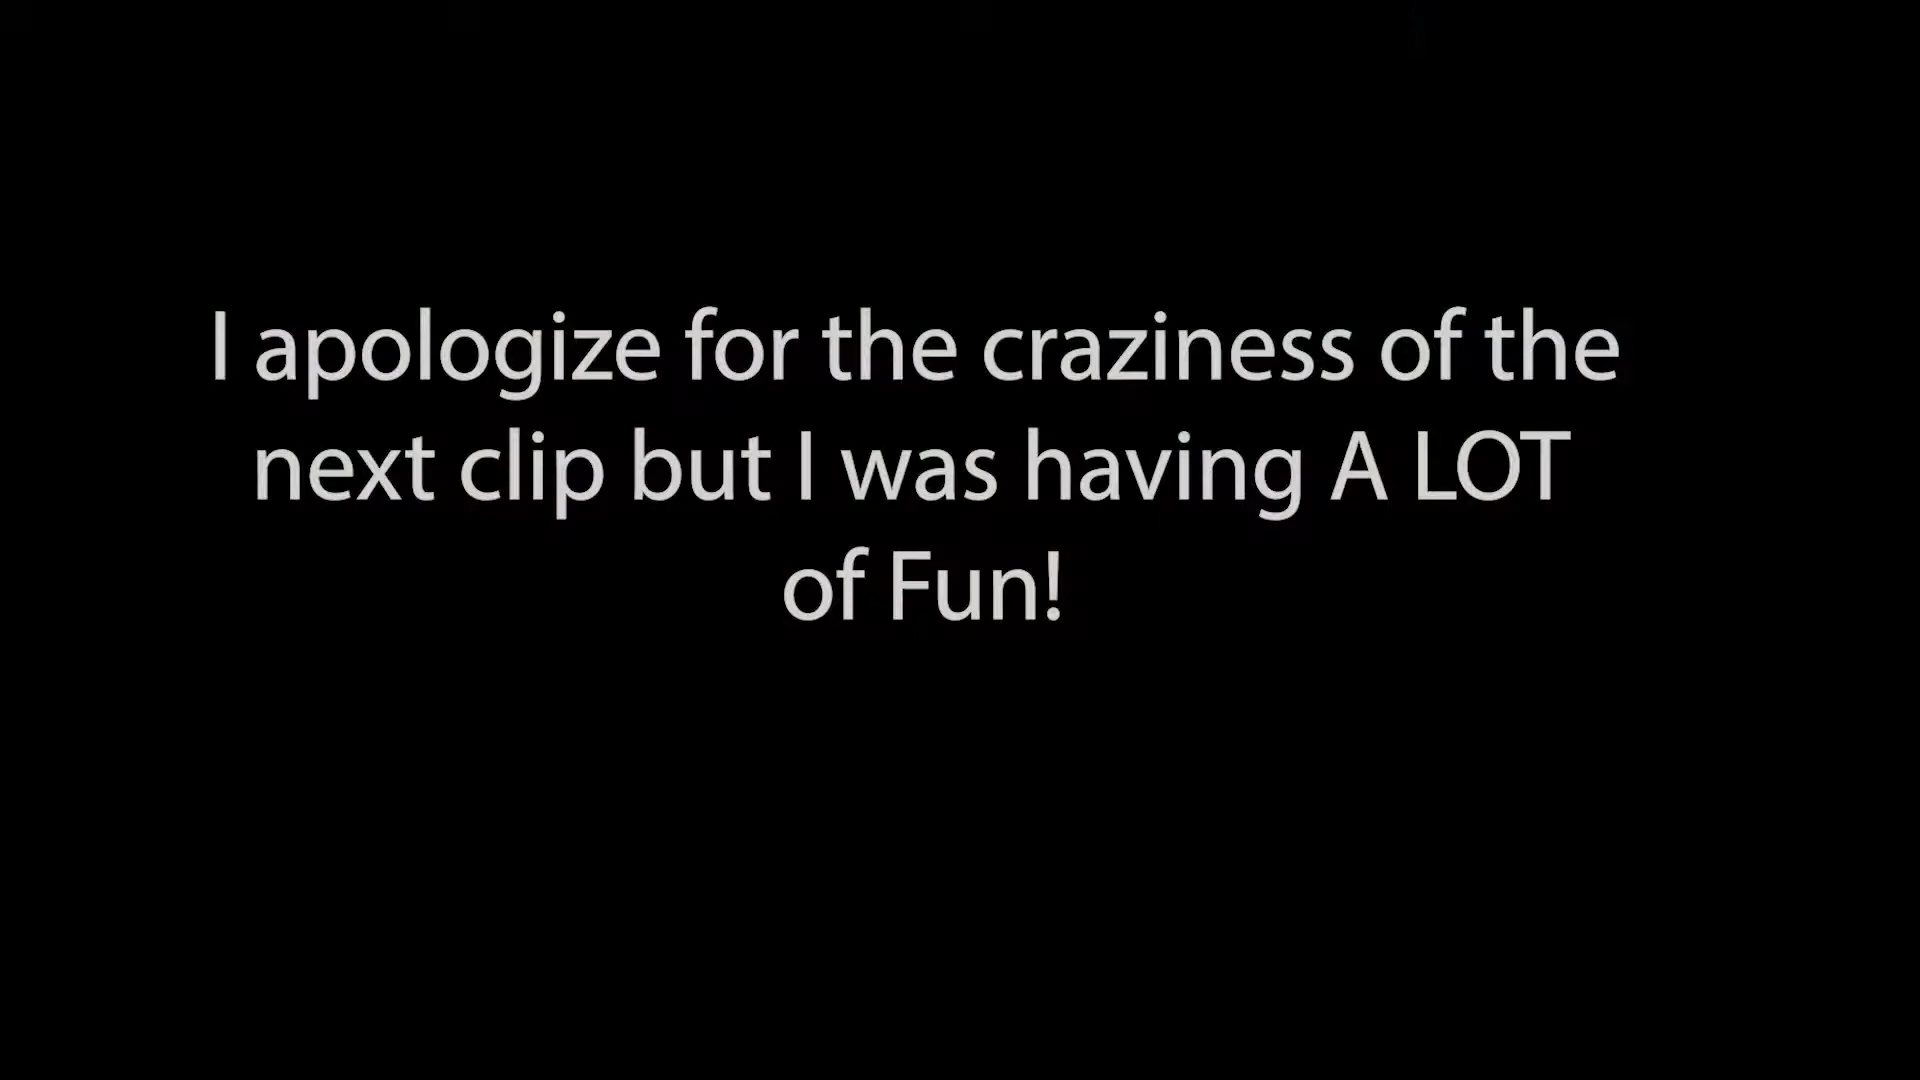 I apologize for the craziness of the
next clip but I was having A LOT
of Fun!